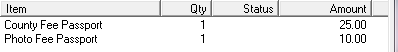 Item Qty Status Amount
County Fee Passport 1 25.00
Photo Fee Passport 1 10.00